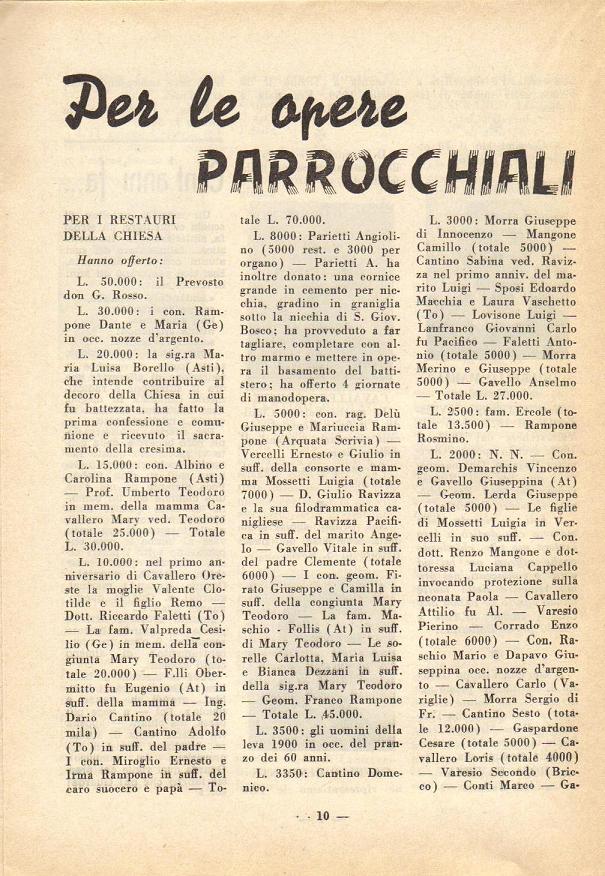 Per le opere
PARROCCHIALI
PER I RESTAURI
DELLA CHIESA
Hanno offerto:
L. 50.000: il Prevosto
don G. Rosso.
L. 30.000: i con. Ram-
pone Dante e Maria (Ge)
in occ. nozze d'argento.
L. 20.000: la sig.ra Ma-
ria Luisa Borello (Asti),
che intende contribuire al
decoro della Chiesa in cui
fu battezzata, ha fatto la
prima confessione e comu-
nione e ricevuto il sacra-
mento della cresima.
L. 15.000: con. Albino e
Carolina Rampone (Asti)
— Prof. Umberto Teodoro
in mem. della mamma Ca-
vallero Mary ved. Teodoro
(totale 25.000) — Totale
L. 30.000.
L. 10.000: nel primo an-
niversario di Cavallero Ore-
ste la moglie Valente Clo-
tilde e il figlio Remo —
Dott. Riccardo Faletti (To)
— La fam. Valpreda Cesi-
lio (Ge) in mem. della con-
giunta Mary Teodoro (to-
tale 20.000) — F.lli Ober-
mitto fu Eugenio (At) in
suff. della mamma — Ing.
Dario Cantino (totale 20
mila) — Cantino Adolfo
(To) in suff. del padre —
I con. Miroglio Ernesto e
Irma Rampone in suff. del
caro suocero e papà — To-
tale L. 70.000.
L. 8000: Parietti Angioli-
no (5000 rest. e 3000 per
organo) — Parietti A. ha
inoltre donato: una cornice
grande in cemento per nic-
chia, gradino in graniglia
sotto la nicchia di S. Giov.
Bosco; ha provveduto a far
tagliare, completare con al-
tro marmo e mettere in ope-
ra il basamento del batti-
stero; ha offerto 4 giornate
di manodopera.
L. 5000: con. rag. Delù
Giuseppe e Mariuccia Ram-
pone (Arquata Scrivia) —
Vercelli Ernesto e Giulio in
suff. della consorte e mam-
ma Mossetti Luigia (totale
7000) — D. Giulio Ravizza
e la sua filodrammatica ca-
nigliese — Ravizza Pacifi-
ca in suff. del marito Ange-
lo — Gavello Vitale in suff.
del padre Clemente (totale
6000) — I con. geom. Fi-
rato Giuseppe e Camilla in
suff. della congiunta Mary
Teodoro — La fam. Ma-
schio - Follis (At) in suff.
di Mary Teodoro — Le so-
relle Carlotta, Maria Luisa
e Bianca Dezzani in suff.
della sig.ra Mary Teodoro
— Geom. Franco Rampone
— Totale L. 45.000.
L. 3500: gli uomini della
leva 1900 in occ. del pran-
zo dei 60 anni.
L. 3350: Cantino Dome-
nico.
L. 3000: Morra Giuseppe
di Innocenzo — Mangone
Camillo (totale 5000) —
Cantino Sabina ved. Raviz-
za nel primo anniv. del ma-
rito Luigi — Sposi Edoardo
Macchia e Laura Vaschetto
(To) — Lovisone Luigi —
Lanfranco Giovanni Carlo
fu Pacifico — Faletti Anto-
nio (totale 5000) — Morra
Merino e Giuseppe (totale
5000) — Gavello Anselmo
— Totale L. 27.000.
L. 2500: fam. Ercole (to-
tale 13.500) — Rampone
Rosmino.
L. 2000: N. N. — Con.
geom. Demarchis Vincenzo
e Gavello Giuseppina (At)
— Geom. Lerda Giuseppe
(totale 5000) — Le figlie
di Mossetti Luigia in Ver-
celli in suo suff. — Con.
dott. Renzo Mangone e dot-
toressa Luciana Cappello
invocando protezione sulla
neonata Paola — Cavallero
Attilio fu Al. — Varesio
Pierino — Corrado Enzo
(totale 6000) — Con. Ra-
schio Mario e Dapavo Giu-
seppina occ. nozze d'argen-
to — Cavallero Carlo (Va-
riglie) — Morra Sergio di
Fr. — Cantino Sesto (tota-
le 12.000) — Gaspardone
Cesare (totale 5000) — Ca-
vallero Loris (totale 4000)
— Varesio Secondo (Bric-
co) — Conti Marco — Ga-
- - 10 —